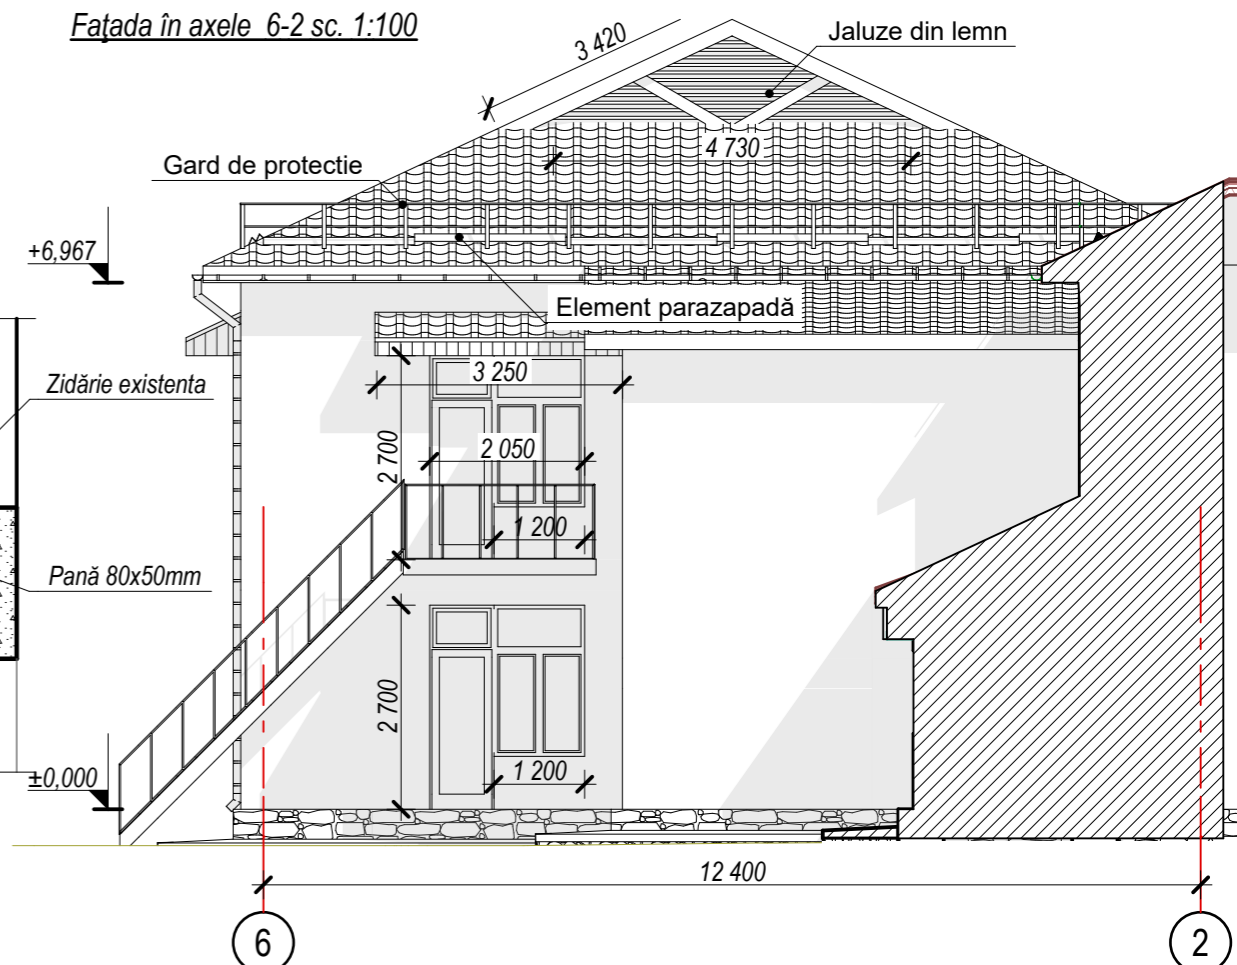 Faţada în axele 6-2 sc. 1:100
3 420
Jaluze din lemn
4 730
Gard de protectie
+6,967
Element parazapadă
3 250
Zidărie existenta
2 700
2 050
1 200
Pană 80x50mm
2 700
1 200
±0,000
12 400
6
2